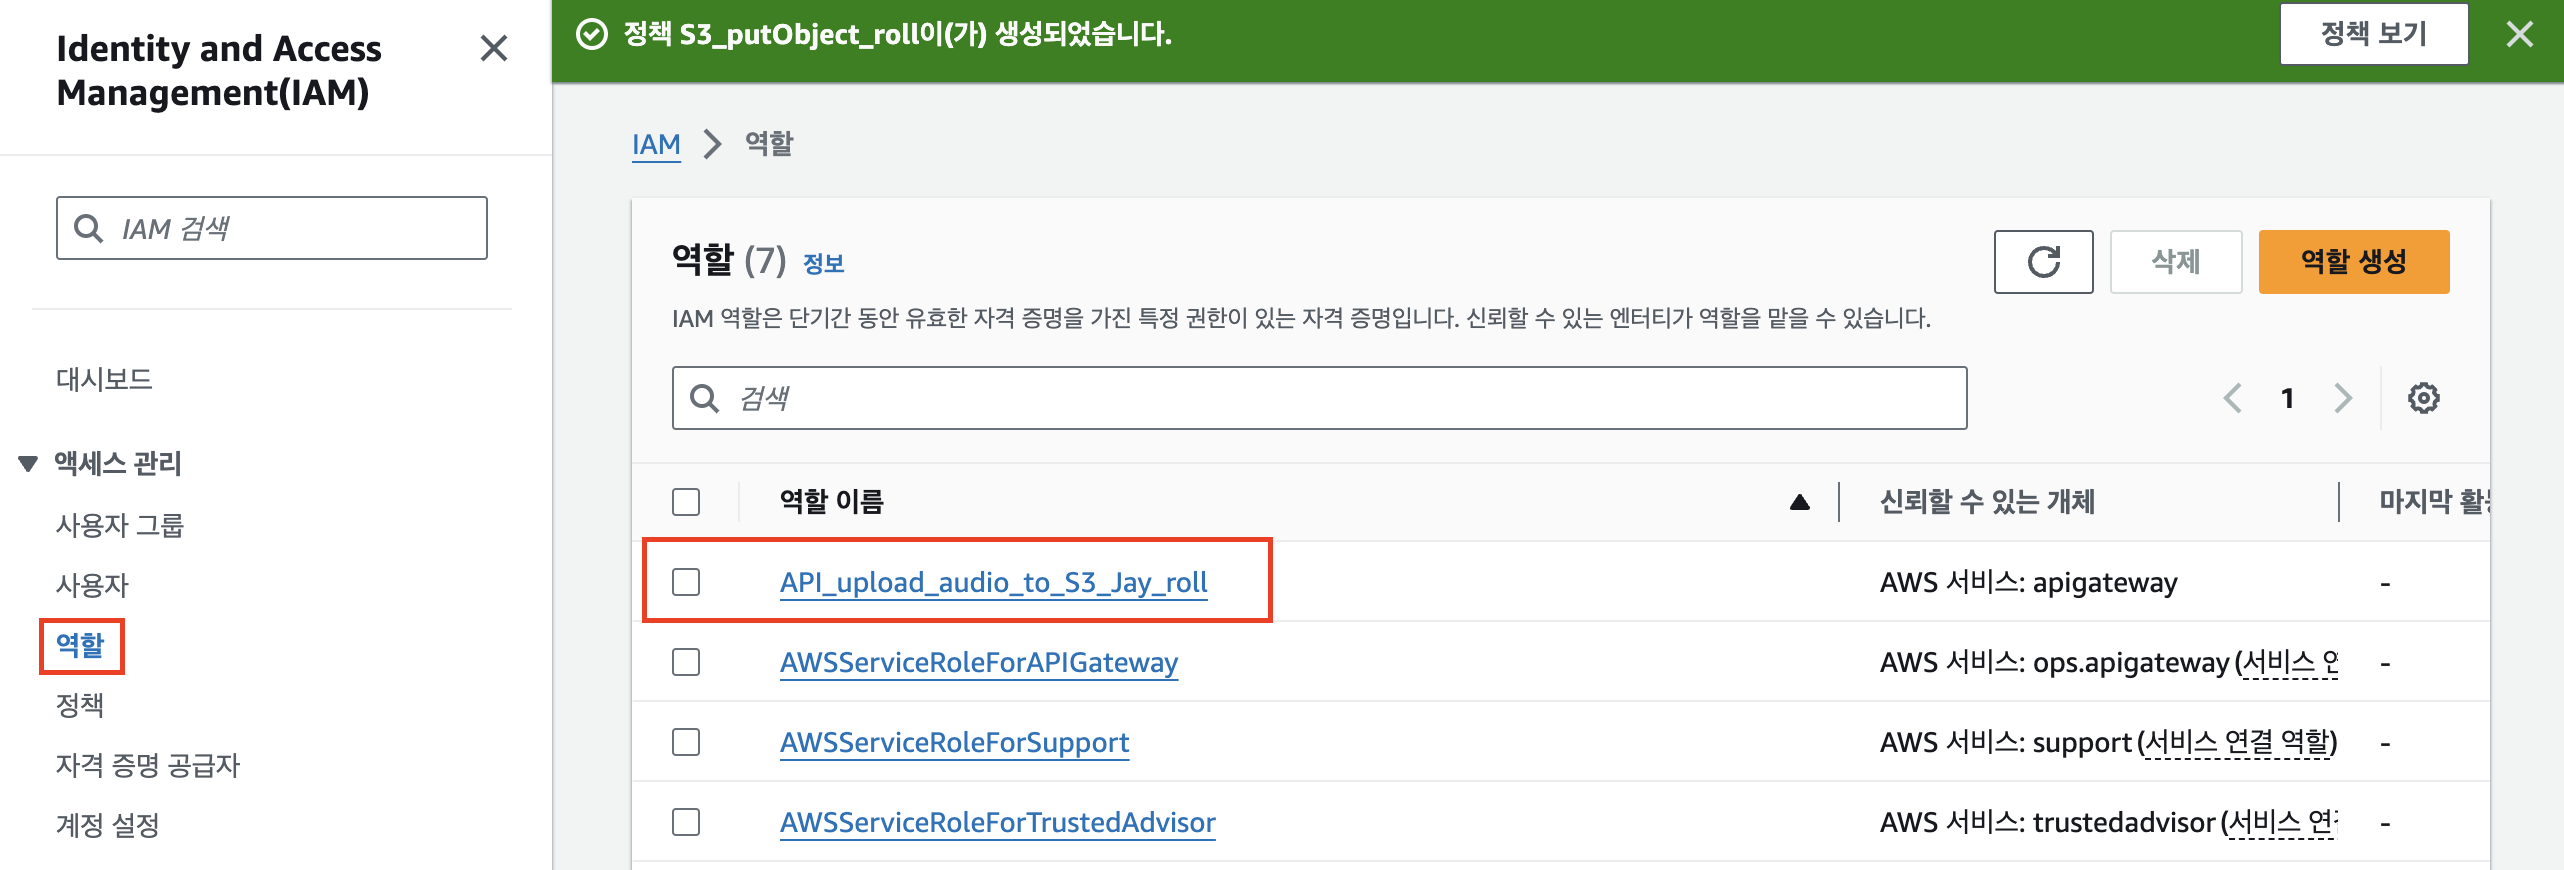 Identity and Access
Management(IAM)
IAM 검색
대시보드
액세스 관리
사용자 그룹
사용자
역할
정책
자격 증명 공급자
계정 설정
정책 S3_putObject_roll이(가) 생성되었습니다.
정책 보기
IAM
역할
역할 (7) 정보
삭제
역할 생성
IAM 역할은 단기간 동안 유효한 자격 증명을 가진 특정 권한이 있는 자격 증명입니다. 신뢰할 수 있는 엔터티가 역할을 맡을 수 있습니다.
검색
1
역할 이름 신뢰할 수 있는 개체 마지막
API_upload_audio_to_S3_Jay_roll AWS 서비스: apigateway -
AWSServiceRoleForAPIGateway AWS 서비스: ops.apigateway(서비스 -
AWSServiceRoleForSupport AWS 서비스: support(서비스 연결 역할) -
AWSServiceRoleForTrustedAdvisor AWS 서비스: trustedadvisor(서비스 -